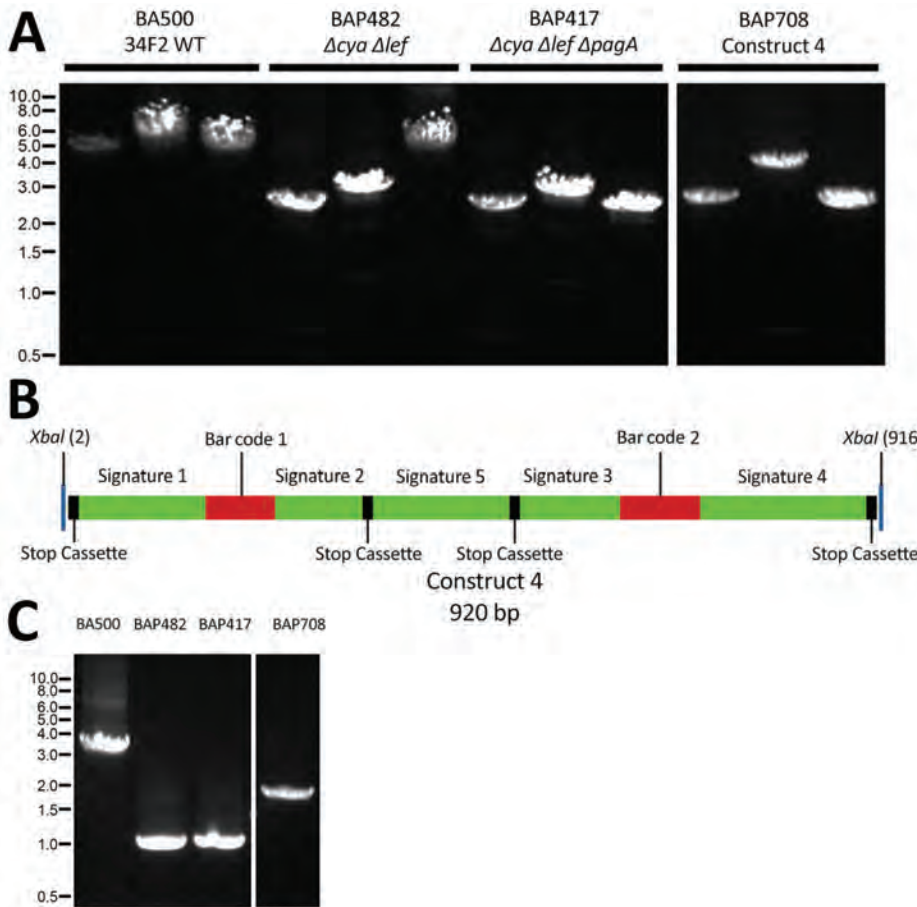 A
BA500
34F2 WT
BAP482
Δcya Δlef
BAP417
Δcya Δlef ΔpagA
BAP708
Construct 4
10.0
8.0
6.0
5.0
4.0
3.0
2.0
1.5
1.0
0.5
B
XbaI (2)
Bar code 1
Bar code 2
XbaI (916
Signature 1
Signature 2
Signature 5
Signature 3
Signature 4
Stop Cassette
Stop Cassette
Stop Cassette
Stop Cassette
Construct 4
920 bp
C
BA500
BAP482
BAP417
BAP708
10.0
8.0
6.0
5.0
4.0
3.0
2.0
1.5
1.0
0.5